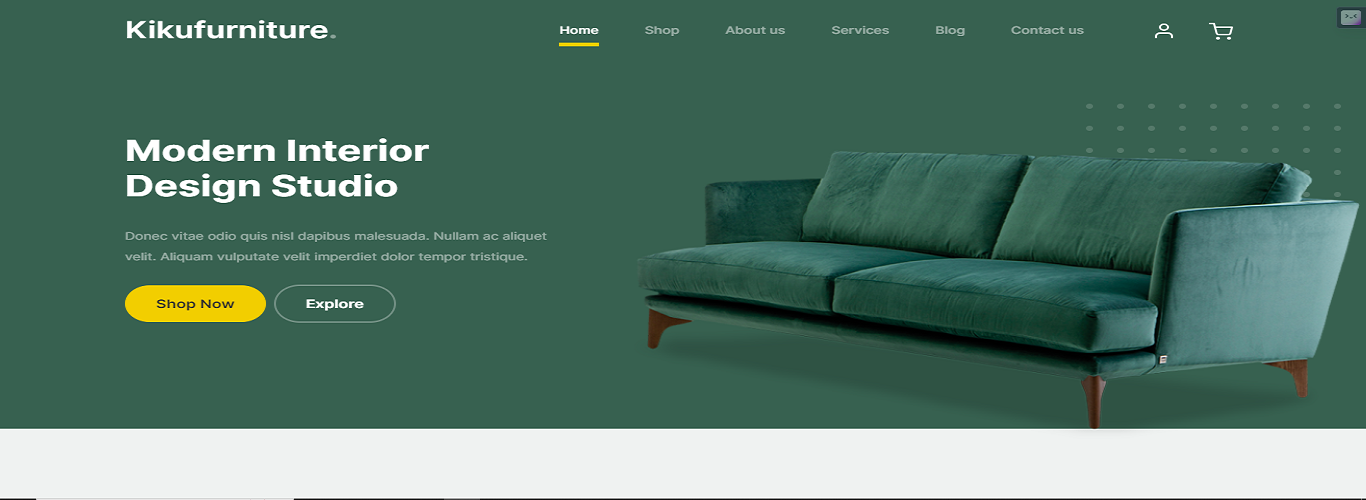 Kikufurniture.
Home Shop About us Services Blog Contact us
Modern Interior
Design Studio
Donec vitae odio quis nisl dapibus malesuada. Nullam ac aliquet
velit. Aliquam vulputate velit imperdiet dolor tempor tristique.
Shop Now Explore